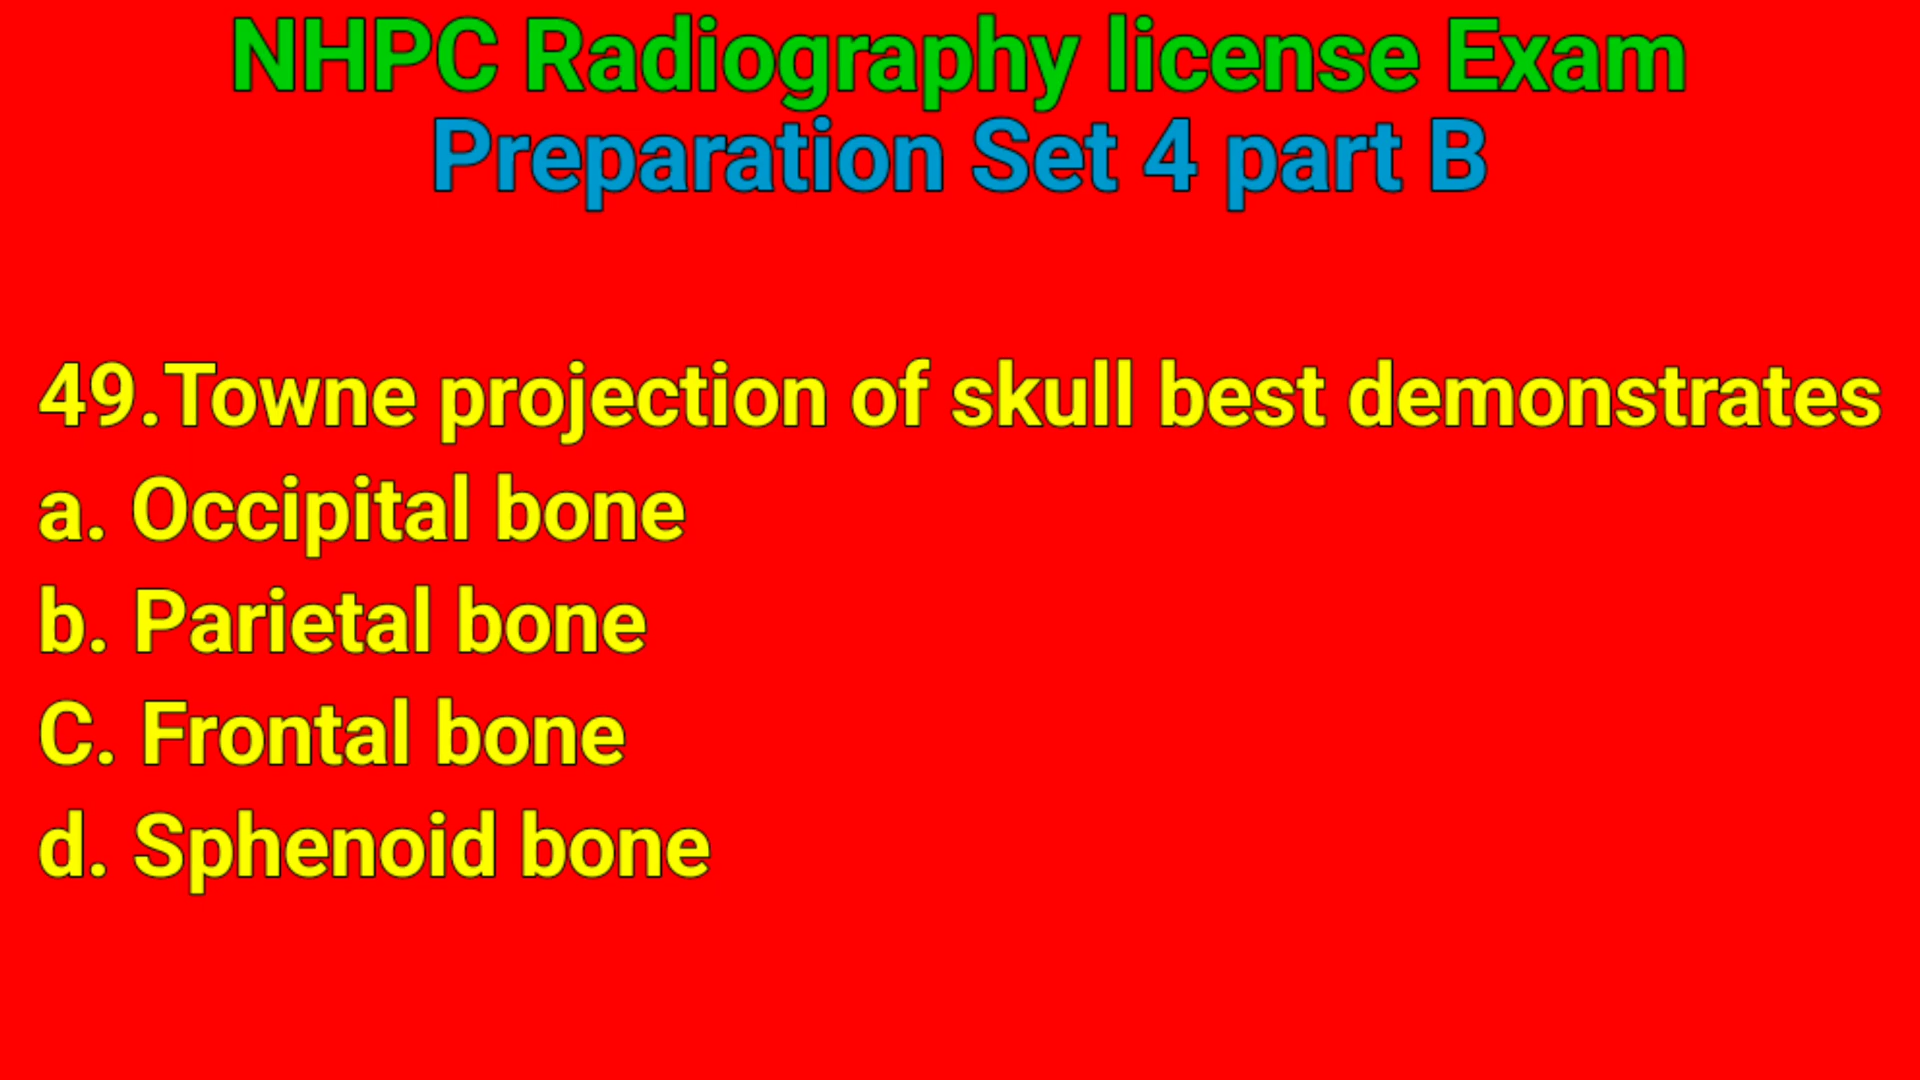 NHPC Radiography license Exam
Preparation Set 4 part B
49.Towne projection of skull best demonstrates
a. Occipital bone
b. Parietal bone
C. Frontal bone
d. Sphenoid bone